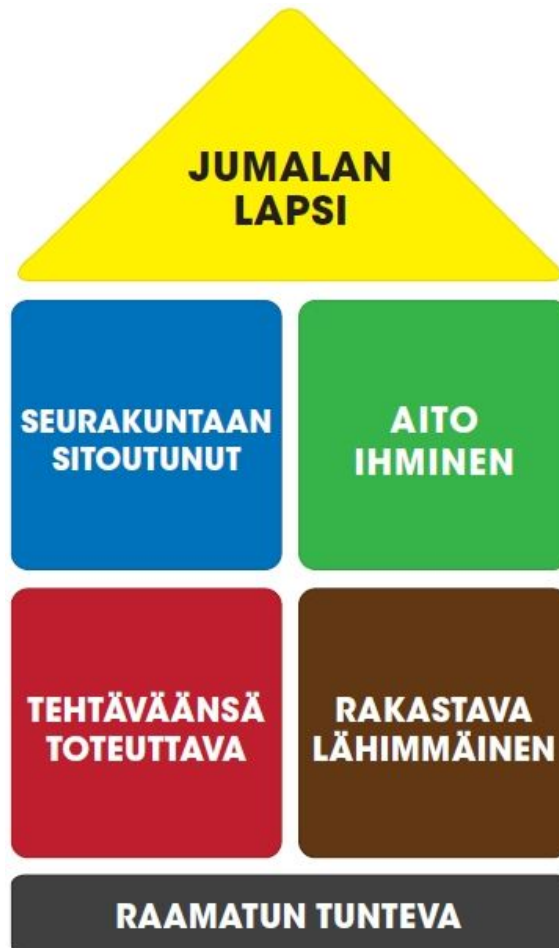 JUMALAN
LAPSI
SEURAKUNTAAN
SITOUTUNUT
AITO
IHMINEN
TEHTÄVÄÄNSÄ
TOTEUTTAVA
RAKASTAVA
LÄHIMMÄINEN
RAAMATUN TUNTEVA